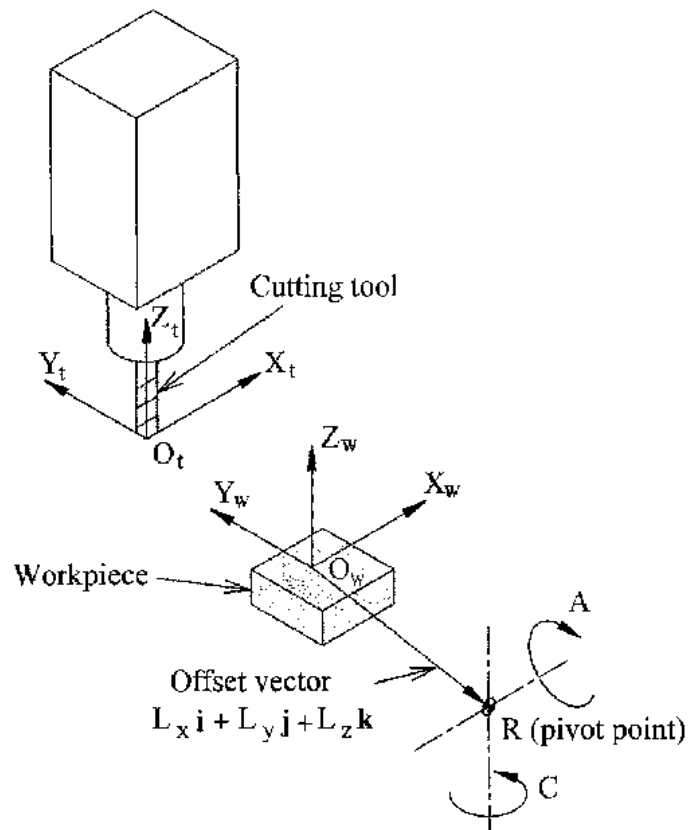 Cutting tool
Z_t
Y_t
X_t
O_t
Z_w
Y_w
X_w
O_w
Workpiece
A
Offset vector
L_x i + L_y j + L_z k
R (pivot point)
C